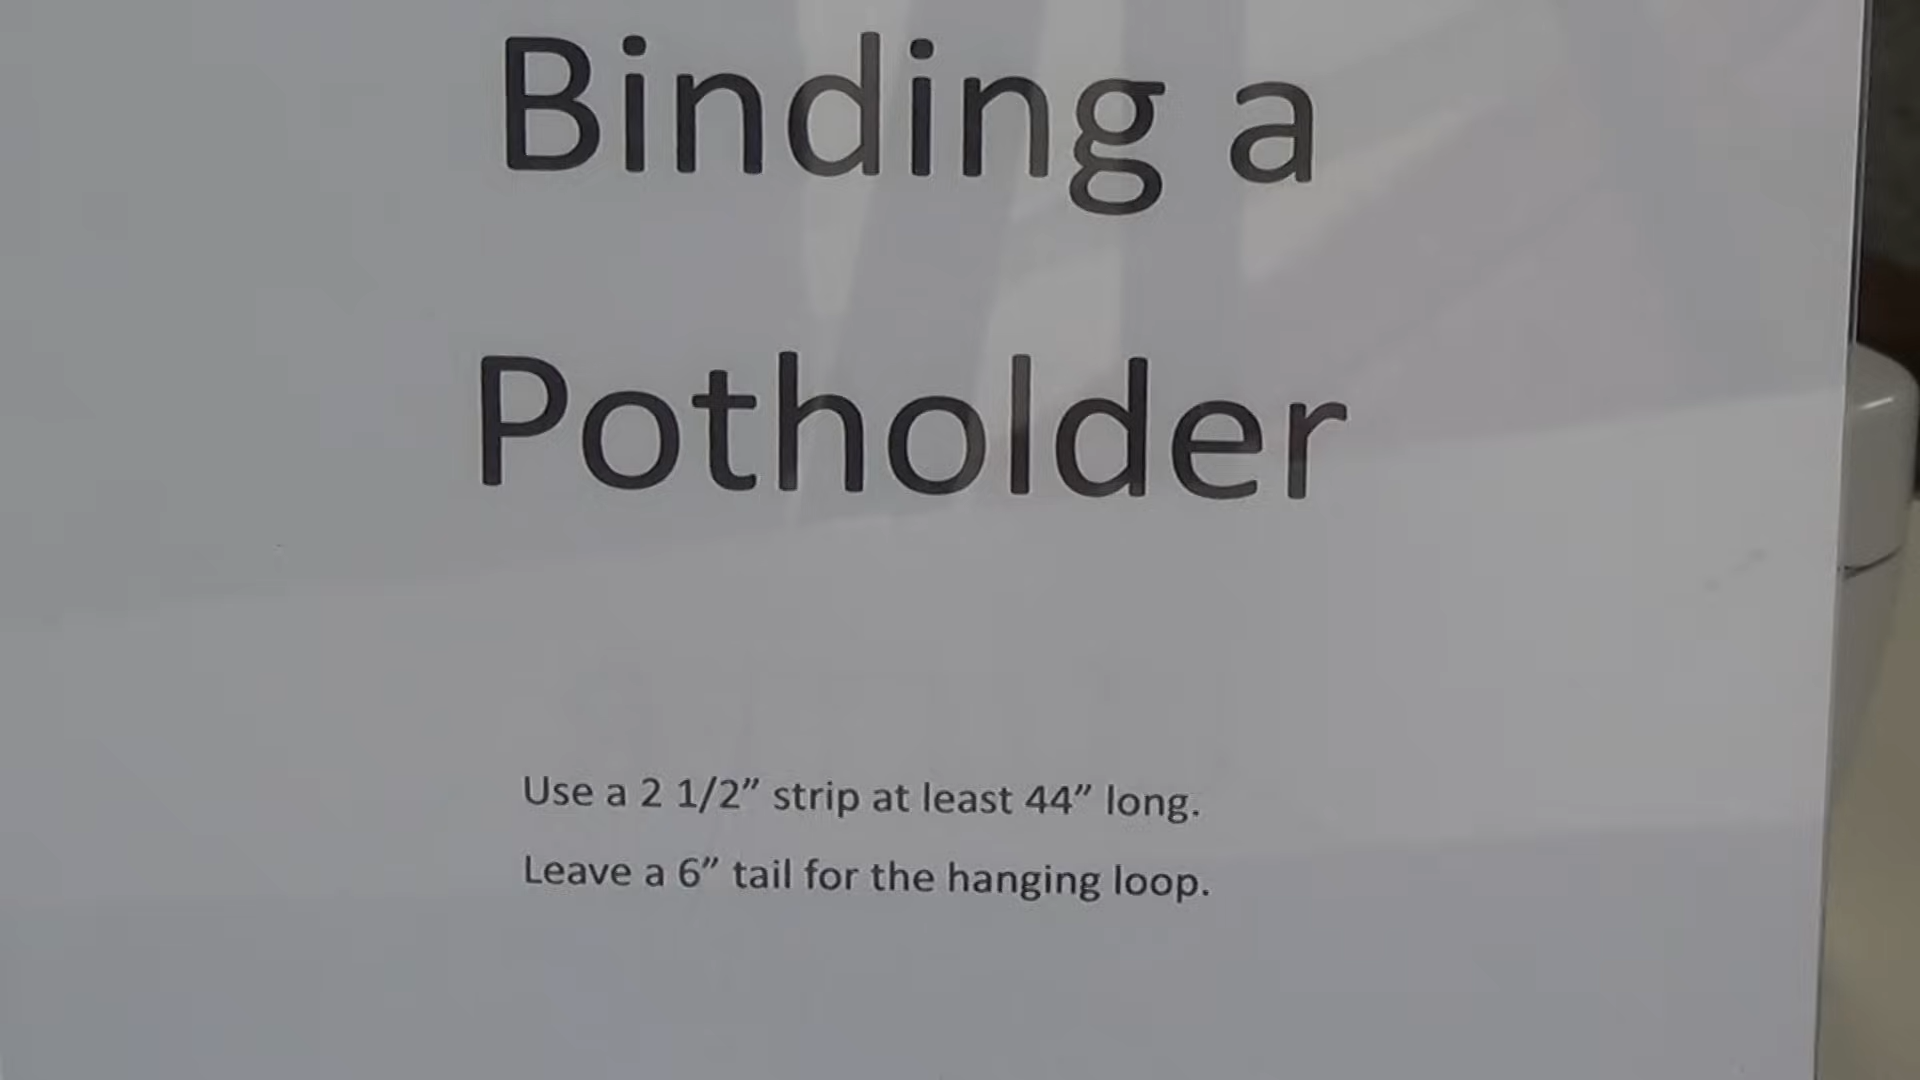 Binding a
Potholder
Use a 2 1/2” strip at least 44” long.
Leave a 6” tail for the hanging loop.